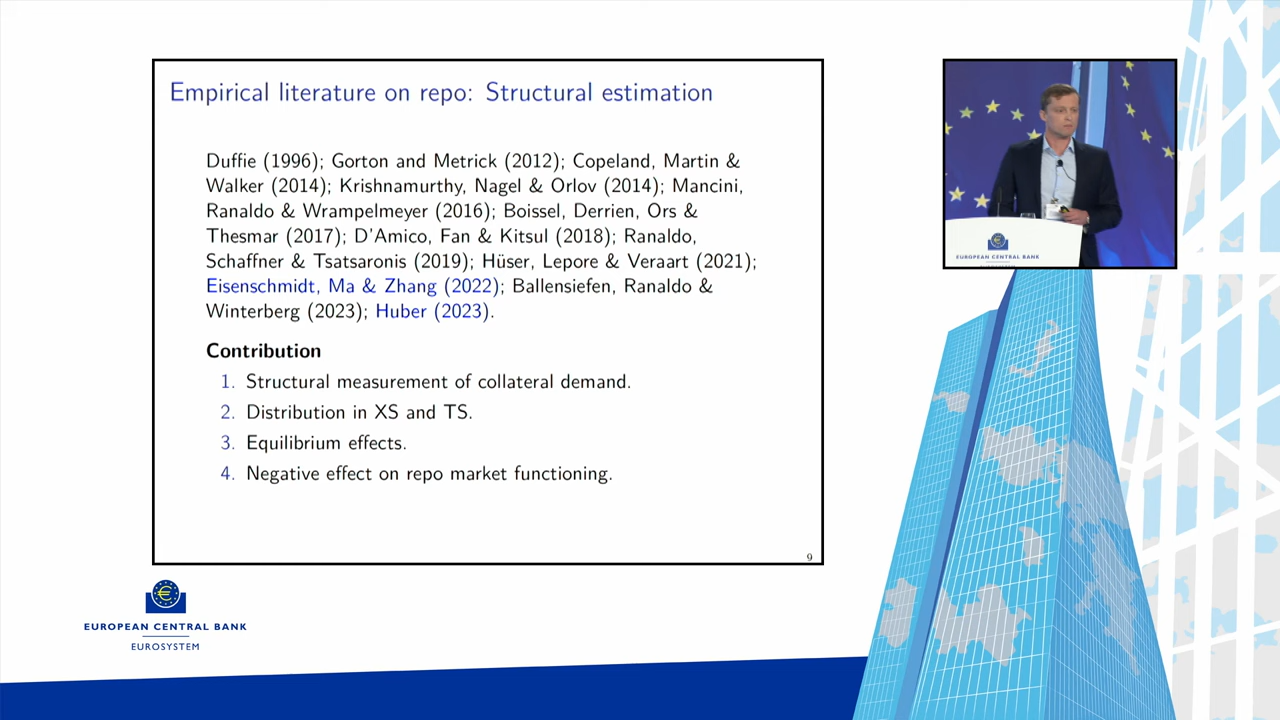 Empirical literature on repo: Structural estimation
Duffie (1996); Gorton and Metrick (2012); Copeland, Martin &
Walker (2014); Krishnamurthy, Nagel & Orlov (2014); Mancini,
Ranaldo & Wrampelmeyer (2016); Boissel, Derrien, Ors &
Thesmar (2017); D'Amico, Fan & Kitsul (2018); Ranaldo,
Schaffner & Tsatsaronis (2019); Hüser, Lepore & Veraart (2021);
Eisenschmidt, Ma & Zhang (2022); Ballensiefen, Ranaldo &
Winterberg (2023); Huber (2023).
Contribution
1. Structural measurement of collateral demand.
2. Distribution in XS and TS.
3. Equilibrium effects.
4. Negative effect on repo market functioning.
9
EUROPEAN CENTRAL BANK
EUROPEAN CENTRAL BANK
EUROSYSTEM